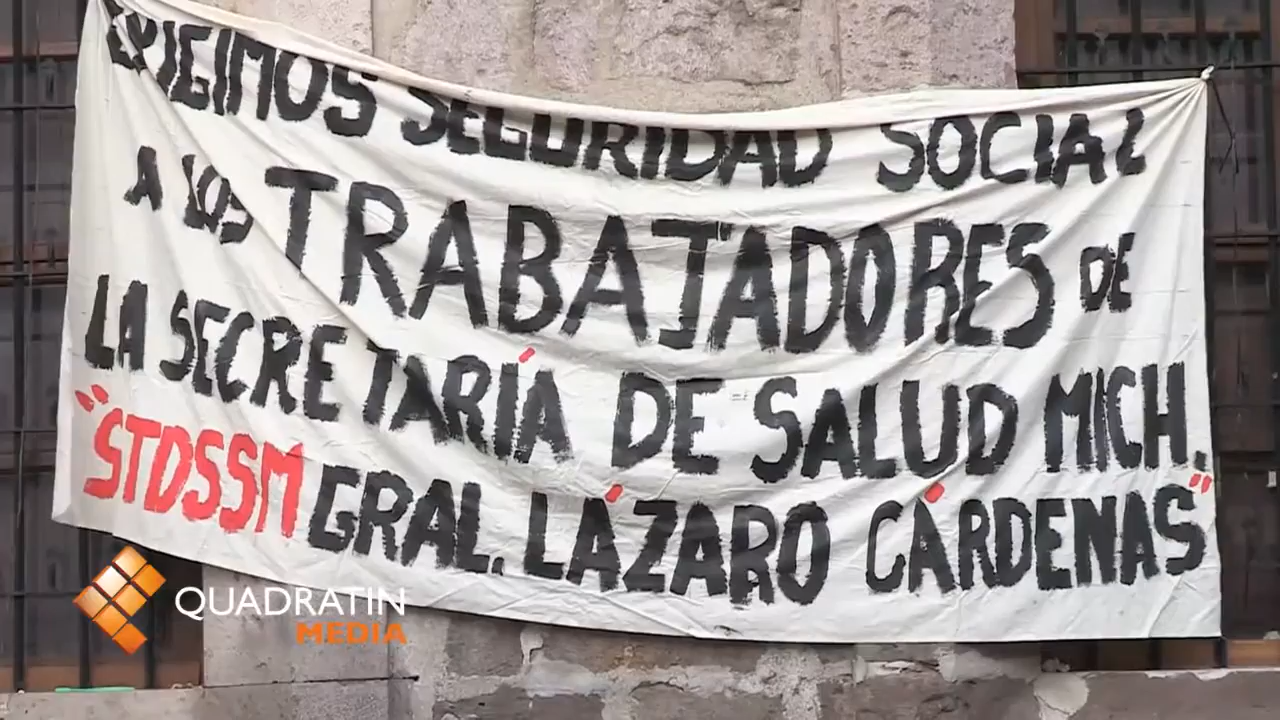 EXIGIMOS SEGURIDAD SOCIAL
A LOS TRABAJADORES DE
LA SECRETARÍA DE SALUD MICH.
"STDSSM GRAL. LÁZARO CÁRDENAS"
QUADRATIN
MEDIA